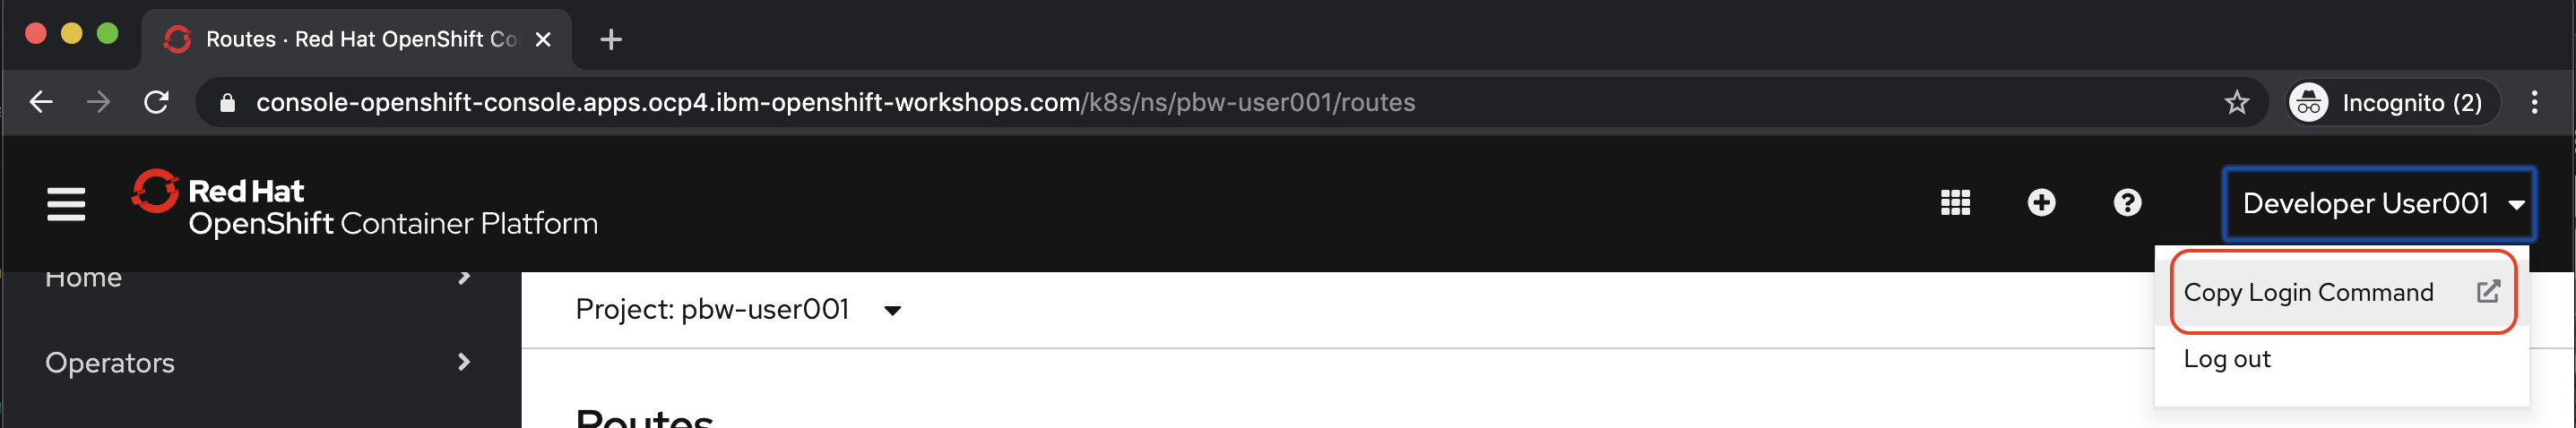 Routes · Red Hat OpenShift Co
console-openshift-console.apps.ocp4.ibm-openshift-workshops.com/k8s/ns/pbw-user001/routes
Incognito (2)
Red Hat
OpenShift Container Platform
Developer User001
Copy Login Command
Log out
Home
Operators
Project: pbw-user001
Routes